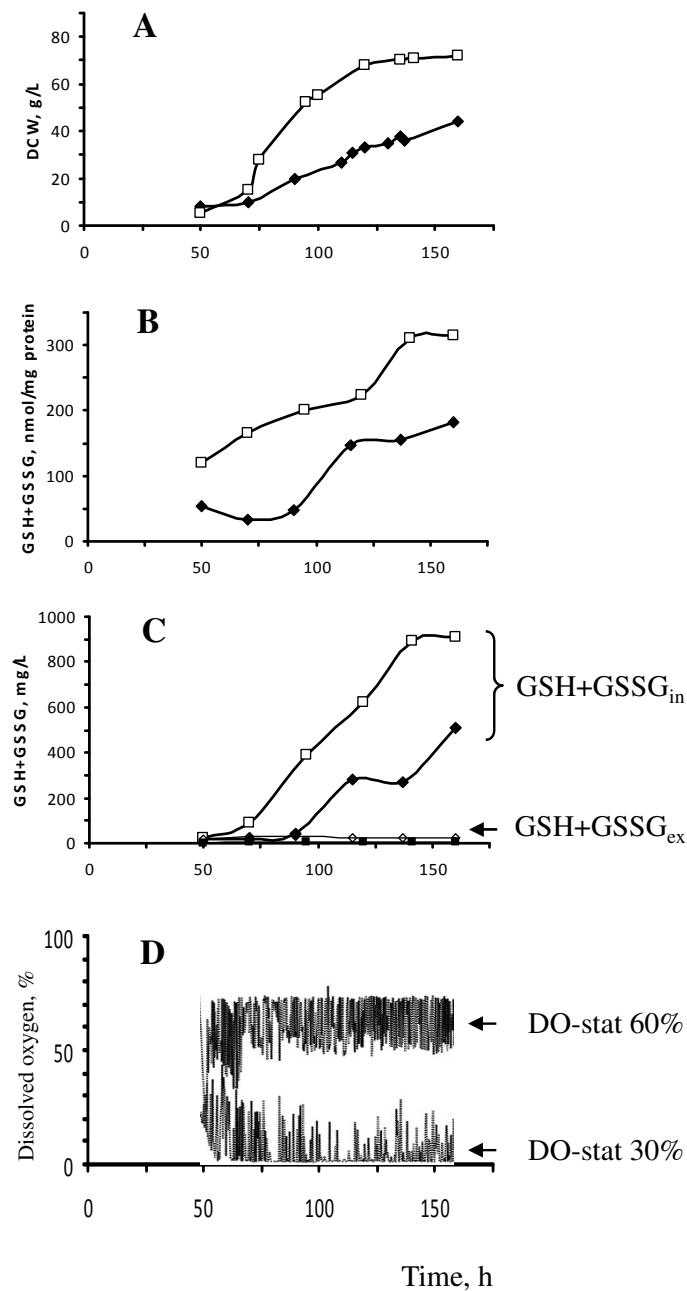 A
DCW, g/L
80
60
40
20
0
0 50 100 150
B
GSH+GSSG, nmol/mg protein
300
200
100
0
0 50 100 150
C
GSH+GSSG, mg/L
1000
800
600
400
200
0
0 50 100 150
GSH+GSSGin
GSH+GSSGex
D
Dissolved oxygen, %
100
50
0
0 50 100 150
DO-stat 60%
DO-stat 30%
Time, h